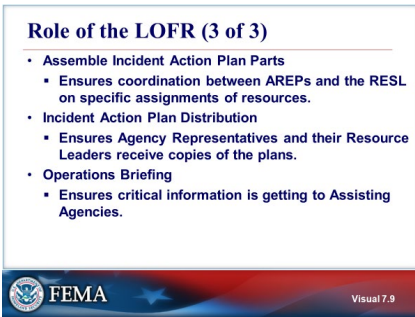 Role of the LOFR (3 of 3)
• Assemble Incident Action Plan Parts
▪ Ensures coordination between AREPs and the RESL
on specific assignments of resources.
• Incident Action Plan Distribution
▪ Ensures Agency Representatives and their Resource
Leaders receive copies of the plans.
• Operations Briefing
▪ Ensures critical information is getting to Assisting
Agencies.
FEMA
Visual 7.9